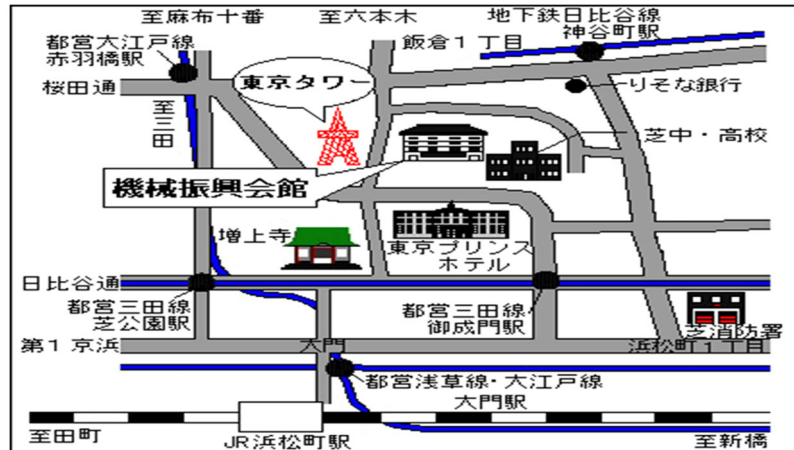 至麻布十番
至六本木
地下鉄日比谷線
神谷町駅
都営大江戸線
赤羽橋駅
飯倉1丁目
桜田通
東京タワー
りそな銀行
至三田
芝中・高校
機械振興会館
増上寺
東京プリンス
ホテル
日比谷通
都営三田線
芝公園駅
都営三田線
御成門駅
芝消防署
第1京浜
大門
浜松町1丁目
都営浅草線・大江戸線
大門駅
至田町
JR浜松町駅
至新橋